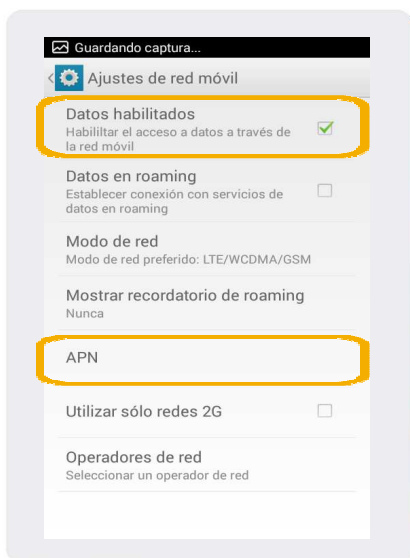 Guardando captura...
Ajustes de red móvil
Datos habilitados
Habililtar el acceso a datos a través de
la red móvil
Datos en roaming
Establecer conexión con servicios de
datos en roaming
Modo de red
Modo de red preferido: LTE/WCDMA/GSM
Mostrar recordatorio de roaming
Nunca
APN
Utilizar sólo redes 2G
Operadores de red
Seleccionar un operador de red